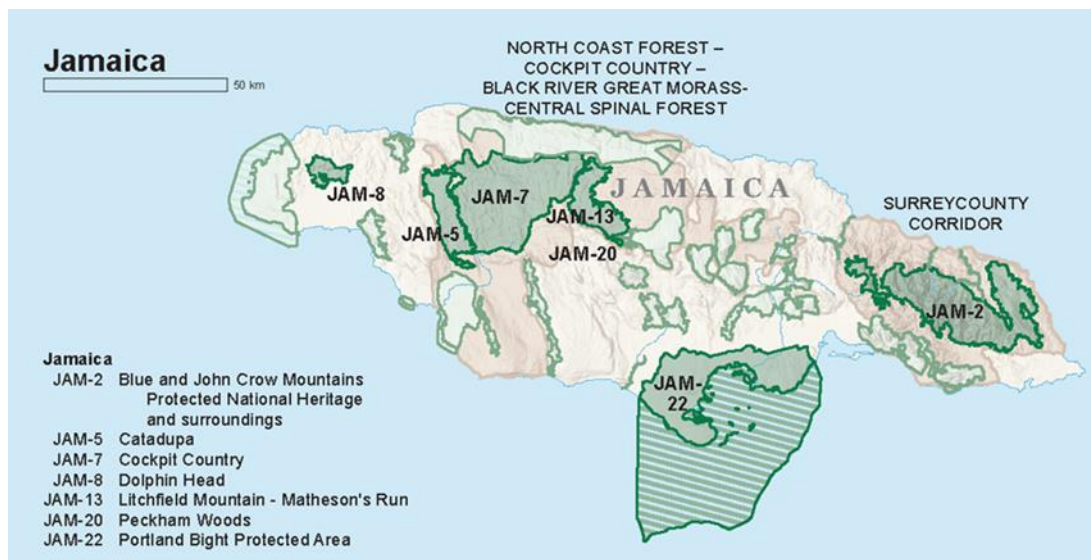 Jamaica
50 km
NORTH COAST FOREST –
COCKPIT COUNTRY –
BLACK RIVER GREAT MORASS-
CENTRAL SPINAL FOREST
JAMAICA
SURREYCOUNTY
CORRIDOR
JAM-8
JAM-7
JAM-5
JAM-13
JAM-20
JAM-2
JAM-
22
Jamaica
JAM-2 Blue and John Crow Mountains
Protected National Heritage
and surroundings
JAM-5 Catadupa
JAM-7 Cockpit Country
JAM-8 Dolphin Head
JAM-13 Litchfield Mountain - Matheson's Run
JAM-20 Peckham Woods
JAM-22 Portland Bight Protected Area